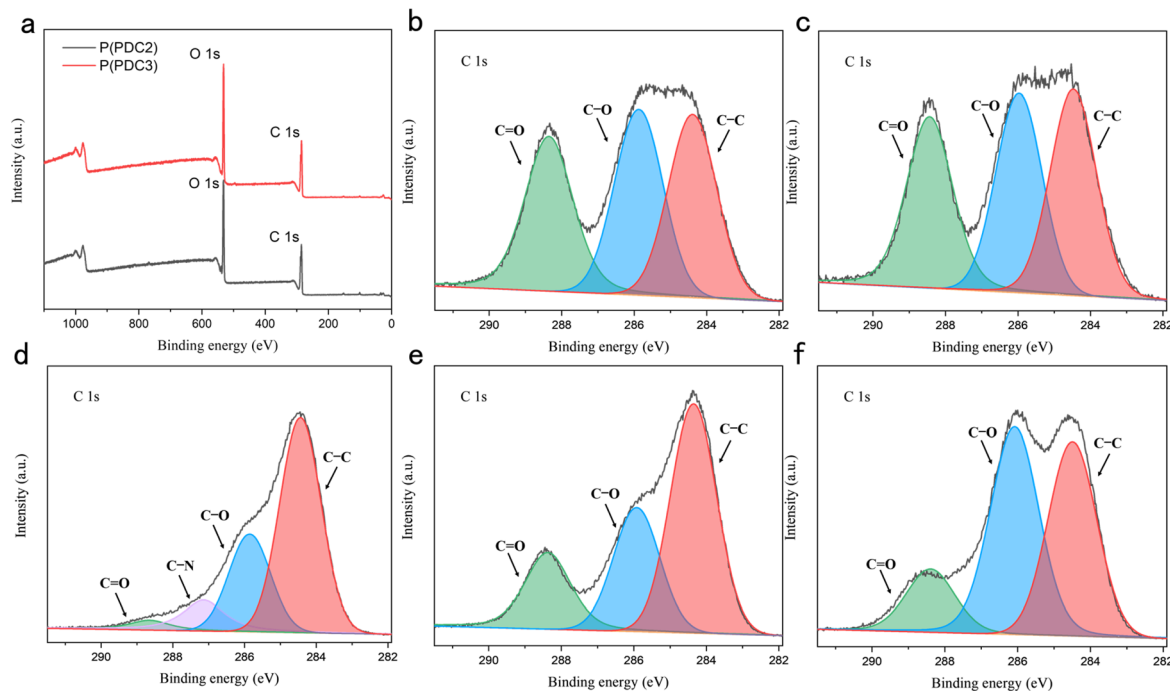 a
P(PDC2)
P(PDC3)
O 1s
C 1s
O 1s
C 1s
Intensity (a.u.)
1000 800 600 400 200 0
Binding energy (eV)
b
C 1s
C=O
C−O
C−C
Intensity (a.u.)
290 288 286 284 282
Binding energy (eV)
c
C 1s
C=O
C−O
C−C
Intensity (a.u.)
290 288 286 284 282
Binding energy (eV)
d
C 1s
C=O
C−N
C−O
C−C
Intensity (a.u.)
290 288 286 284 282
Binding energy (eV)
e
C 1s
C=O
C−O
C−C
Intensity (a.u.)
290 288 286 284 282
Binding energy (eV)
f
C 1s
C=O
C−O
C−C
Intensity (a.u.)
290 288 286 284 282
Binding energy (eV)